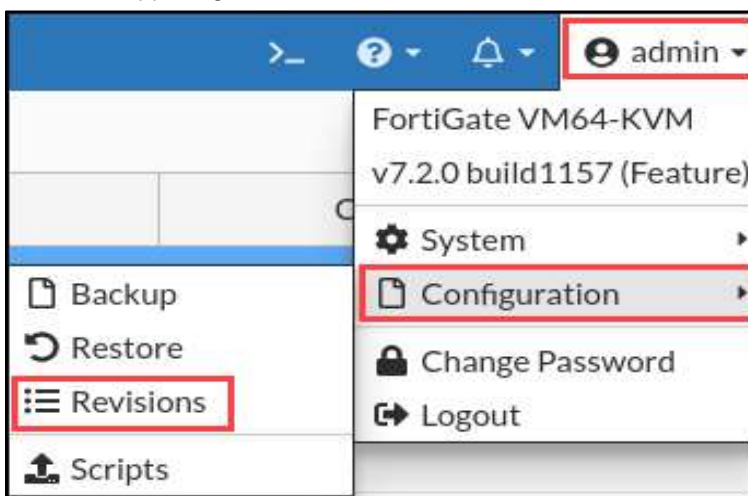 >_
admin
FortiGate VM64-KVM
v7.2.0 build1157 (Feature)
System
Configuration
Change Password
Logout
Backup
Restore
Revisions
Scripts